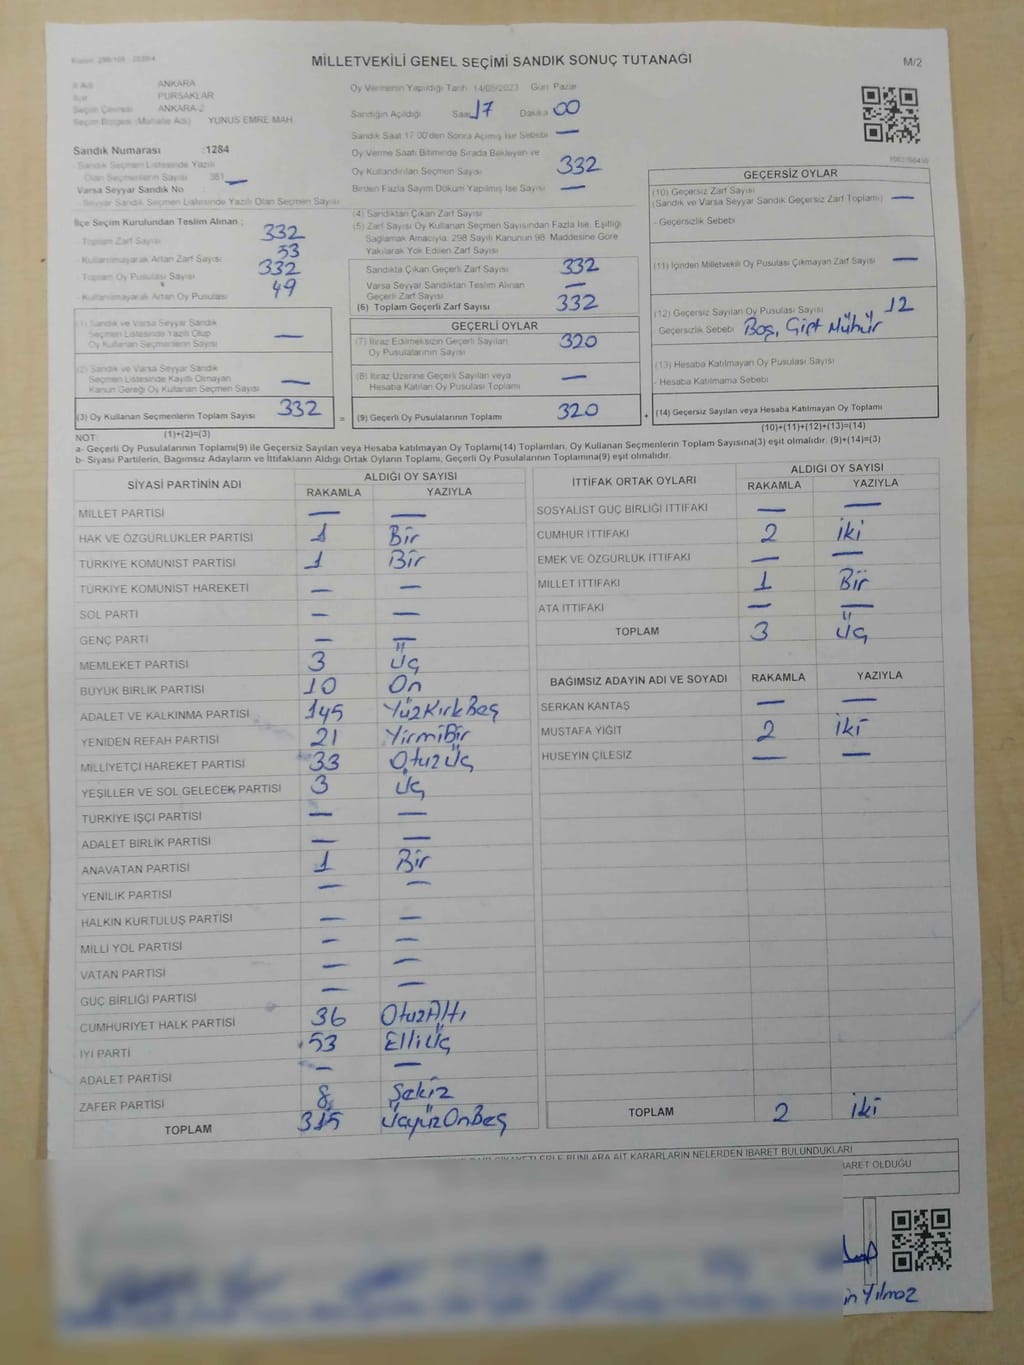 MİLLETVEKİLİ GENEL SEÇİMİ SANDIK SONUÇ TUTANAĞI
M/2
İl Adı ANKARA
İlçe PURSAKLAR
Seçim Çevresi ANKARA-2
Seçim Bölgesi (Mahalle Adı) YUNUS EMRE MAH.
Sandık Numarası :1284
- Sandık Seçmen Listesinde Yazılı
Olan Seçmenlerin Sayısı 381 —
Varsa Seyyar Sandık No
- Seyyar Sandık Seçmen Listesinde Yazılı Olan Seçmen Sayısı
Oy Vermenin Yapıldığı Tarih 14/05/2023 Gün Pazar
Sandığın Açıldığı Saat 17 Dakika 00
Sandık Saat 17:00'den Sonra Açılmış İse Sebebi —
Oy Verme Saati Bitiminde Sırada Bekleyen ve
Oy Kullandırılan Seçmen Sayısı 332
Birden Fazla Sayım Döküm Yapılmış İse Sayısı —
İlçe Seçim Kurulundan Teslim Alınan ;
- Toplam Zarf Sayısı 332
- Kullanılmayarak Artan Zarf Sayısı 53
- Toplam Oy Pusulası Sayısı 332
- Kullanılmayarak Artan Oy Pusulası 49
(1) Sandık ve Varsa Seyyar Sandık
Seçmen Listesinde Yazılı Olup
Oy Kullanan Seçmenlerin Sayısı —
(2) Sandık ve Varsa Seyyar Sandık
Seçmen Listesinde Kayıtlı Olmayan
Kanun Gereği Oy Kullanan Seçmen Sayısı —
(3) Oy Kullanan Seçmenlerin Toplam Sayısı 332 =
(1)+(2)=(3)
(4) Sandıktan Çıkan Zarf Sayısı
(5) Zarf Sayısı Oy Kullanan Seçmen Sayısından Fazla İse, Eşitliği
Sağlamak Amacıyla, 298 Sayılı Kanunun 98. Maddesine Göre
Yakılarak Yok Edilen Zarf Sayısı
Sandıkta Çıkan Geçerli Zarf Sayısı 332
Varsa Seyyar Sandıktan Teslim Alınan
Geçerli Zarf Sayısı —
(6) Toplam Geçerli Zarf Sayısı 332
GEÇERLİ OYLAR
(7) İtiraz Edilmeksizin Geçerli Sayılan
Oy Pusulalarının Sayısı 320
(8) İtiraz Üzerine Geçerli Sayılan veya
Hesaba Katılan Oy Pusulası Toplamı —
(9) Geçerli Oy Pusulalarının Toplamı 320 +
GEÇERSİZ OYLAR
(10) Geçersiz Zarf Sayısı
(Sandık ve Varsa Seyyar Sandık Geçersiz Zarf Toplamı) —
- Geçersizlik Sebebi
(11) İçinden Milletvekili Oy Pusulası Çıkmayan Zarf Sayısı —
(12) Geçersiz Sayılan Oy Pusulası Sayısı 12
Geçersizlik Sebebi Boş, Çift Mühür
(13) Hesaba Katılmayan Oy Pusulası Sayısı
- Hesaba Katılmama Sebebi
(14) Geçersiz Sayılan veya Hesaba Katılmayan Oy Toplamı
(10)+(11)+(12)+(13)=(14)
NOT
a- Geçerli Oy Pusulalarının Toplamı(9) ile Geçersiz Sayılan veya Hesaba katılmayan Oy Toplamı(14) Toplamları, Oy Kullanan Seçmenlerin Toplam Sayısına(3) eşit olmalıdır. (9)+(14)=(3)
b- Siyasi Partilerin, Bağımsız Adayların ve İttifakların Aldığı Ortak Oyların Toplamı, Geçerli Oy Pusulalarının Toplamına(9) eşit olmalıdır.
SİYASİ PARTİNİN ADI ALDIĞI OY SAYISI
RAKAMLA YAZIYLA
MİLLET PARTİSİ — —
HAK VE ÖZGÜRLÜKLER PARTİSİ 1 Bir
TÜRKİYE KOMÜNİST PARTİSİ 1 Bir
TÜRKİYE KOMÜNİST HAREKETİ — —
SOL PARTİ — —
GENÇ PARTİ — —
MEMLEKET PARTİSİ 3 Üç
BÜYÜK BİRLİK PARTİSİ 10 On
ADALET VE KALKINMA PARTİSİ 145 YüzKırkBeş
YENİDEN REFAH PARTİSİ 21 YirmiBir
MİLLİYETÇİ HAREKET PARTİSİ 33 OtuzÜç
YEŞİLLER VE SOL GELECEK PARTİSİ 3 Üç
TÜRKİYE İŞÇİ PARTİSİ — —
ADALET BİRLİK PARTİSİ — —
ANAVATAN PARTİSİ 1 Bir
YENİLİK PARTİSİ — —
HALKIN KURTULUŞ PARTİSİ — —
MİLLİ YOL PARTİSİ — —
VATAN PARTİSİ — —
GÜÇ BİRLİĞİ PARTİSİ — —
CUMHURİYET HALK PARTİSİ 36 OtuzAltı
İYİ PARTİ 53 ElliÜç
ADALET PARTİSİ — —
ZAFER PARTİSİ 8 Sekiz
TOPLAM 315 ÜçyüzOnBeş
İTTİFAK ORTAK OYLARI ALDIĞI OY SAYISI
RAKAMLA YAZIYLA
SOSYALİST GÜÇ BİRLİĞİ İTTİFAKI — —
CUMHUR İTTİFAKI 2 İki
EMEK VE ÖZGÜRLÜK İTTİFAKI — —
MİLLET İTTİFAKI 1 Bir
ATA İTTİFAKI — —
TOPLAM 3 Üç
BAĞIMSIZ ADAYIN ADI VE SOYADI RAKAMLA YAZIYLA
SERKAN KANTAŞ — —
MUSTAFA YİĞİT 2 İki
HÜSEYİN ÇİLESİZ — —
TOPLAM 2 İki
KARARLARIN NELERDEN İBARET BULUNDUKLARI
OLDUĞU
Yılmaz